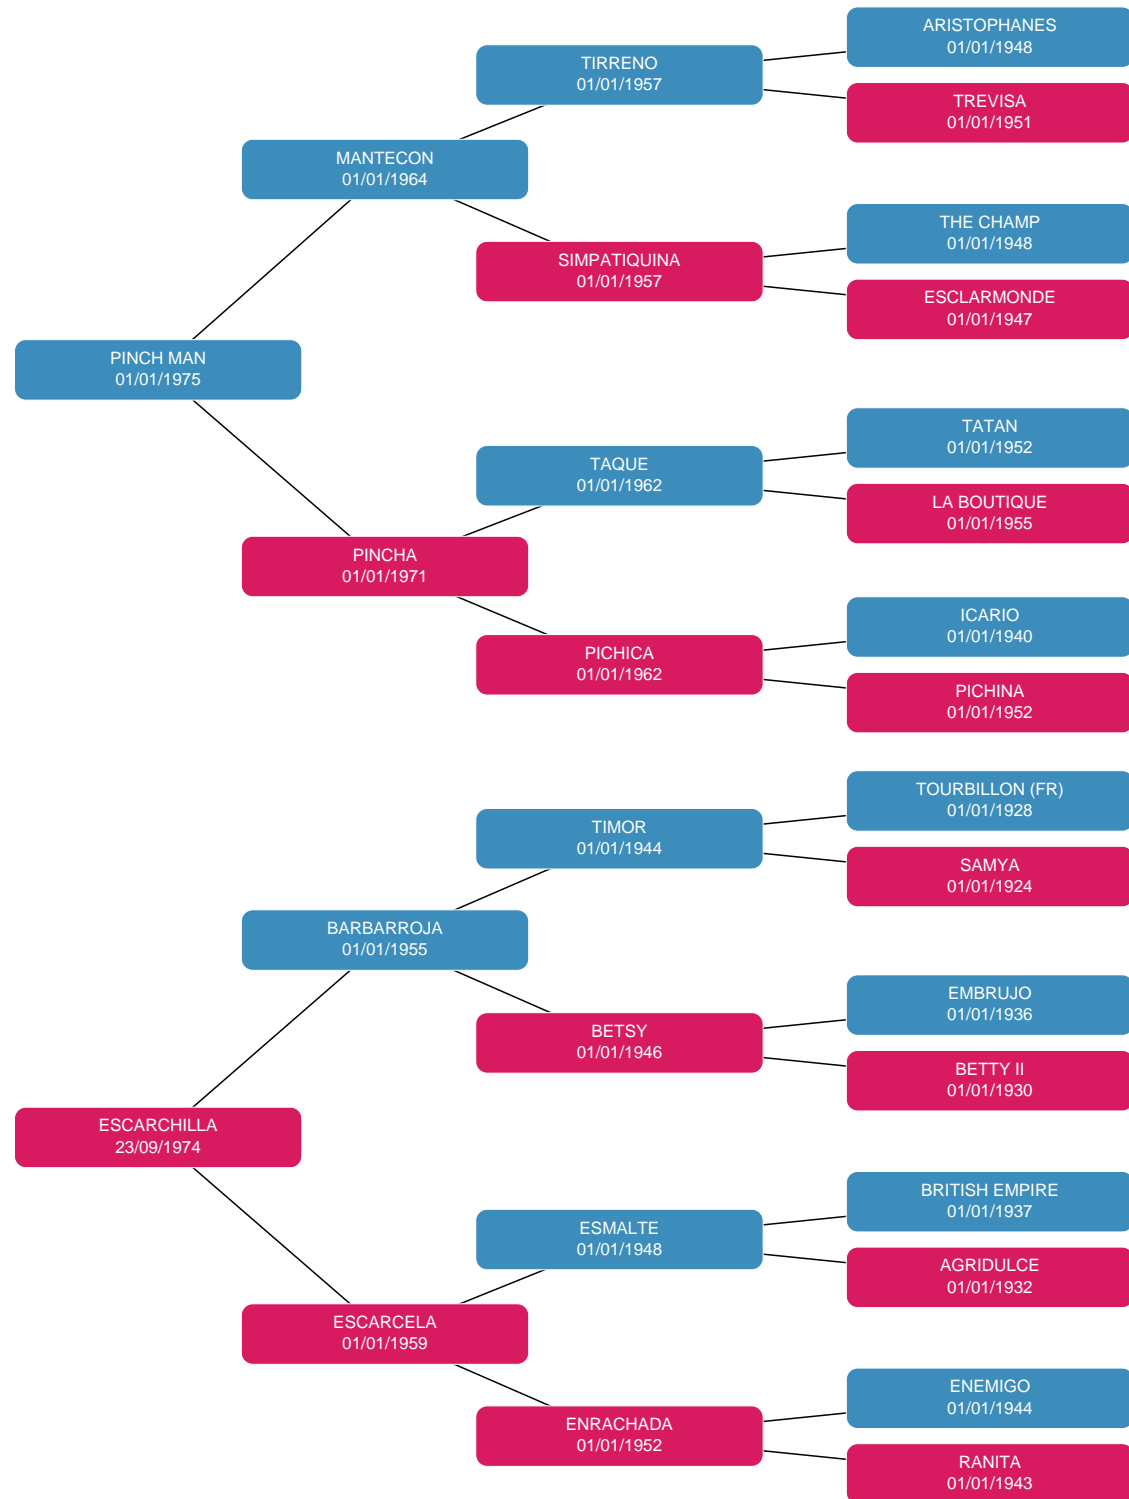 ARISTOPHANES
01/01/1948
TIRRENO
01/01/1957
TREVISA
01/01/1951
MANTECON
01/01/1964
THE CHAMP
01/01/1948
SIMPATIQUINA
01/01/1957
ESCLARMONDE
01/01/1947
PINCH MAN
01/01/1975
TATAN
01/01/1952
TAQUE
01/01/1962
LA BOUTIQUE
01/01/1955
PINCHA
01/01/1971
ICARIO
01/01/1940
PICHICA
01/01/1962
PICHINA
01/01/1952
TOURBILLON (FR)
01/01/1928
TIMOR
01/01/1944
SAMYA
01/01/1924
BARBARROJA
01/01/1955
EMBRUJO
01/01/1936
BETSY
01/01/1946
BETTY II
01/01/1930
ESCARCHILLA
23/09/1974
BRITISH EMPIRE
01/01/1937
ESMALTE
01/01/1948
AGRIDULCE
01/01/1932
ESCARCELA
01/01/1959
ENEMIGO
01/01/1944
ENRACHADA
01/01/1952
RANITA
01/01/1943